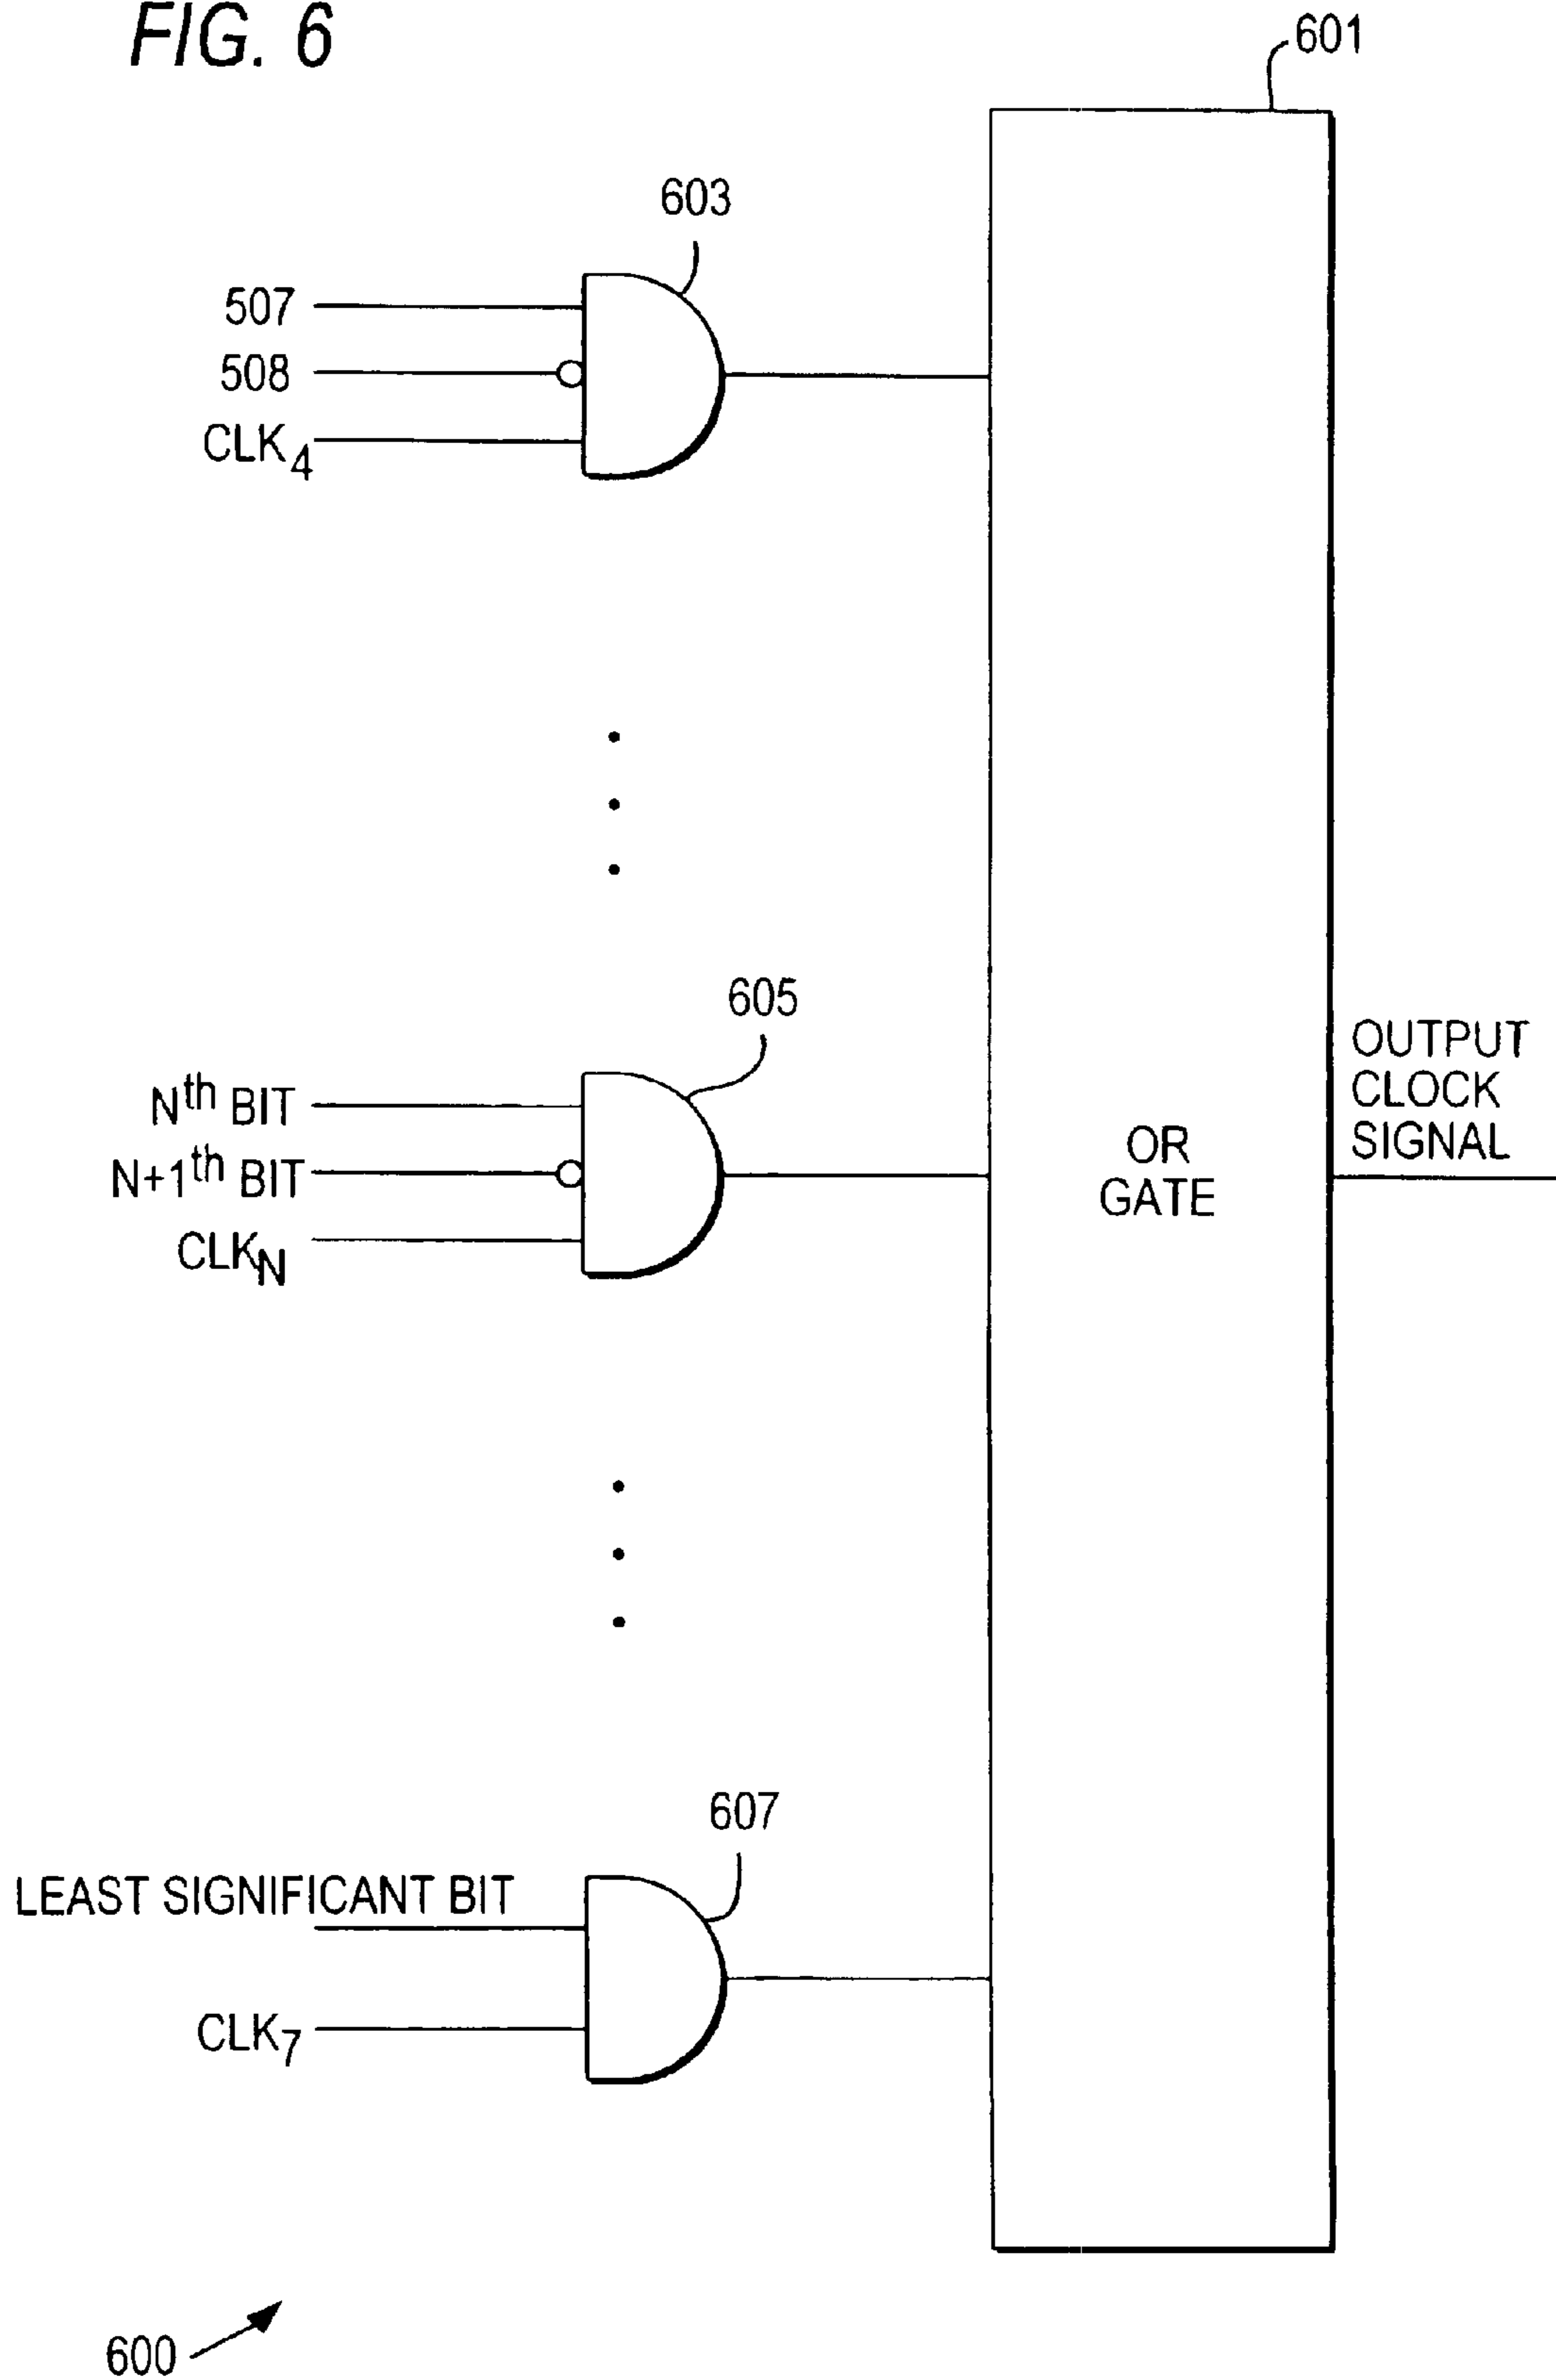 FIG. 6
601
603
507
508
CLK4
605
Nth BIT
N+1th BIT
CLKN
OR
GATE
OUTPUT
CLOCK
SIGNAL
607
LEAST SIGNIFICANT BIT
CLK7
600